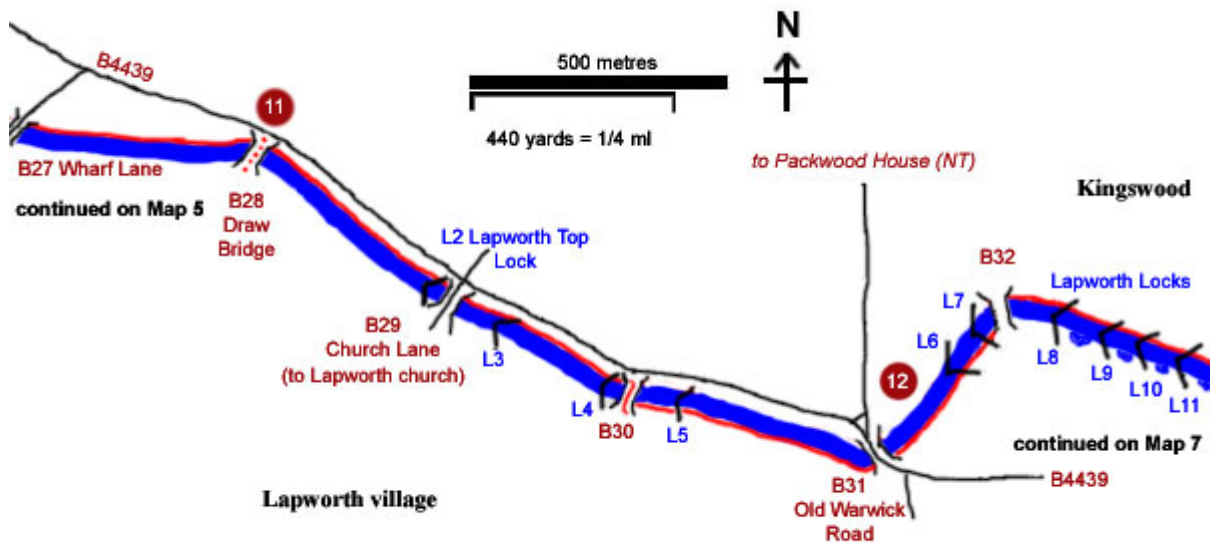 B4439
11
500 metres
N
440 yards = 1/4 ml
to Packwood House (NT)
Kingswood
B27 Wharf Lane
continued on Map 5
B28
Draw
Bridge
L2 Lapworth Top
Lock
B32
Lapworth Locks
L7
L6
B29
Church Lane
(to Lapworth church)
L3
L8
L9
L10
L11
12
L4
B30
L5
continued on Map 7
B4439
B31
Old Warwick
Road
Lapworth village